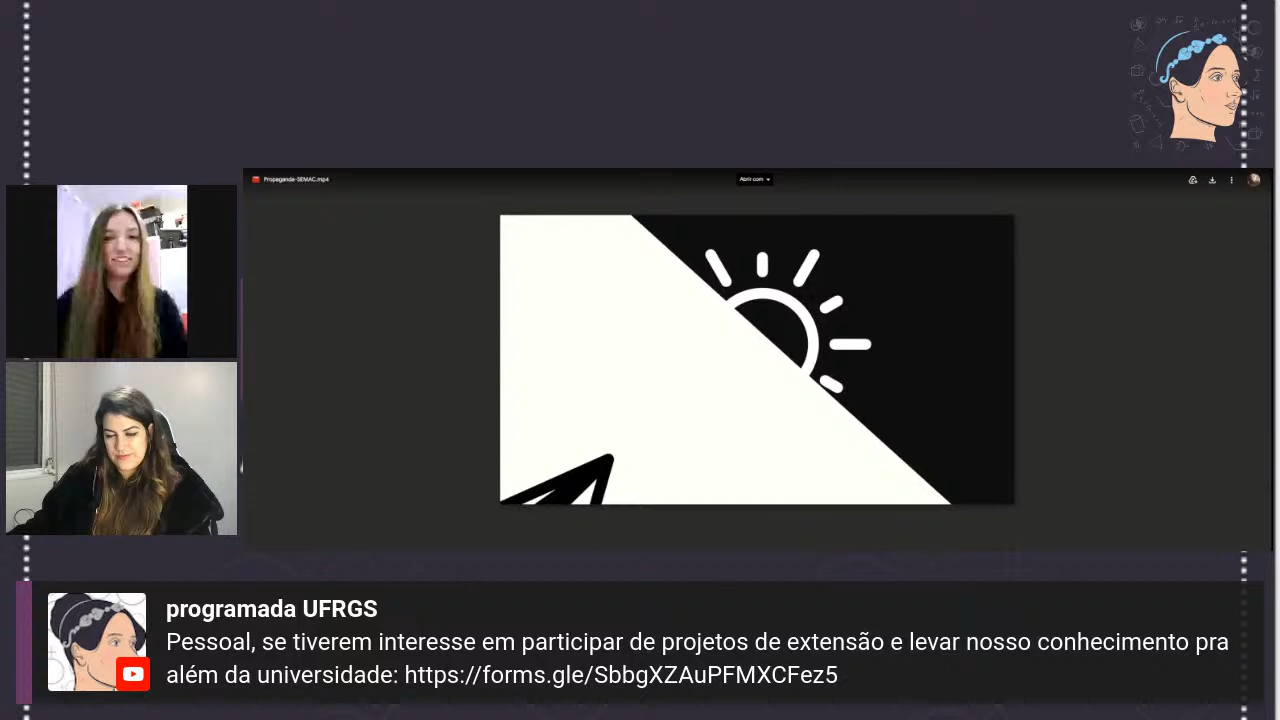 Propaganda-SEMAC.mp4
Abrir com
programada UFRGS
Pessoal, se tiverem interesse em participar de projetos de extensão e levar nosso conhecimento pra
além da universidade: https://forms.gle/SbbgXZAuPFMXCFez5